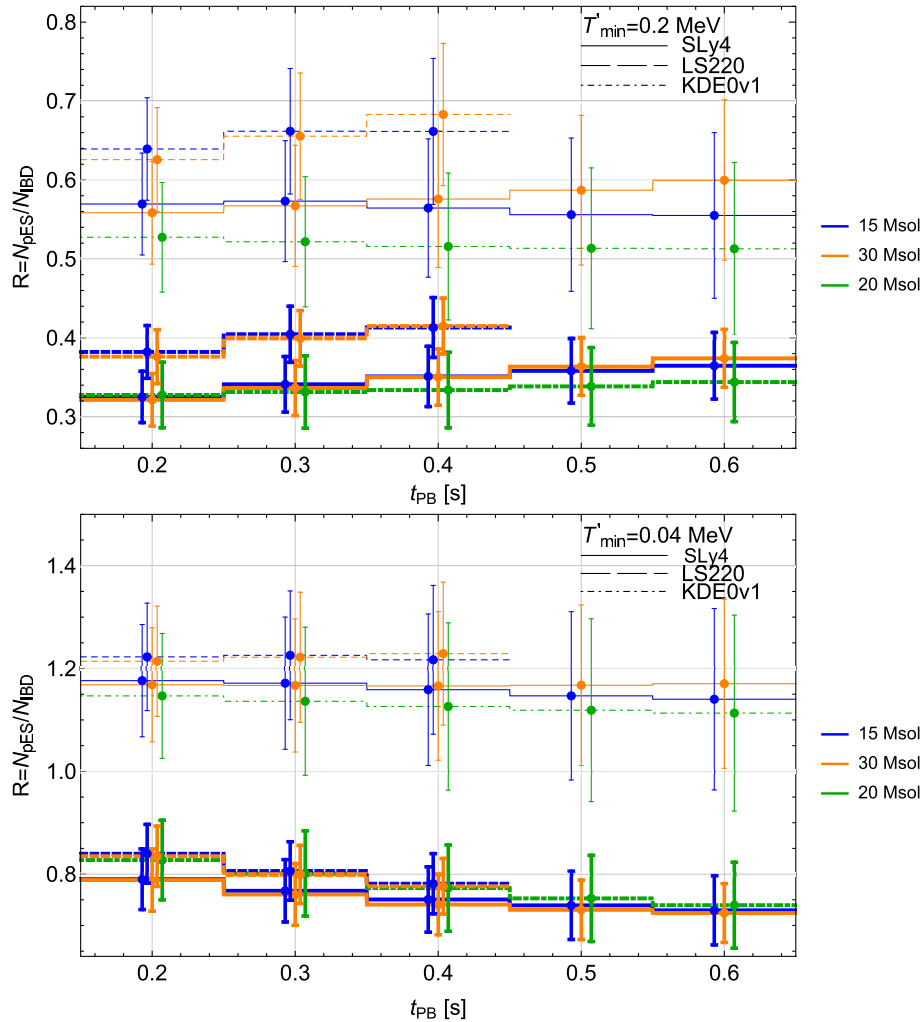 T'min=0.2 MeV
SLy4
LS220
KDE0v1
0.8
0.7
0.6
0.5
0.4
0.3
R=NpES/NIBD
0.2 0.3 0.4 0.5 0.6
tPB [s]
15 Msol
30 Msol
20 Msol
T'min=0.04 MeV
SLy4
LS220
KDE0v1
1.4
1.2
1.0
0.8
R=NpES/NIBD
0.2 0.3 0.4 0.5 0.6
tPB [s]
15 Msol
30 Msol
20 Msol